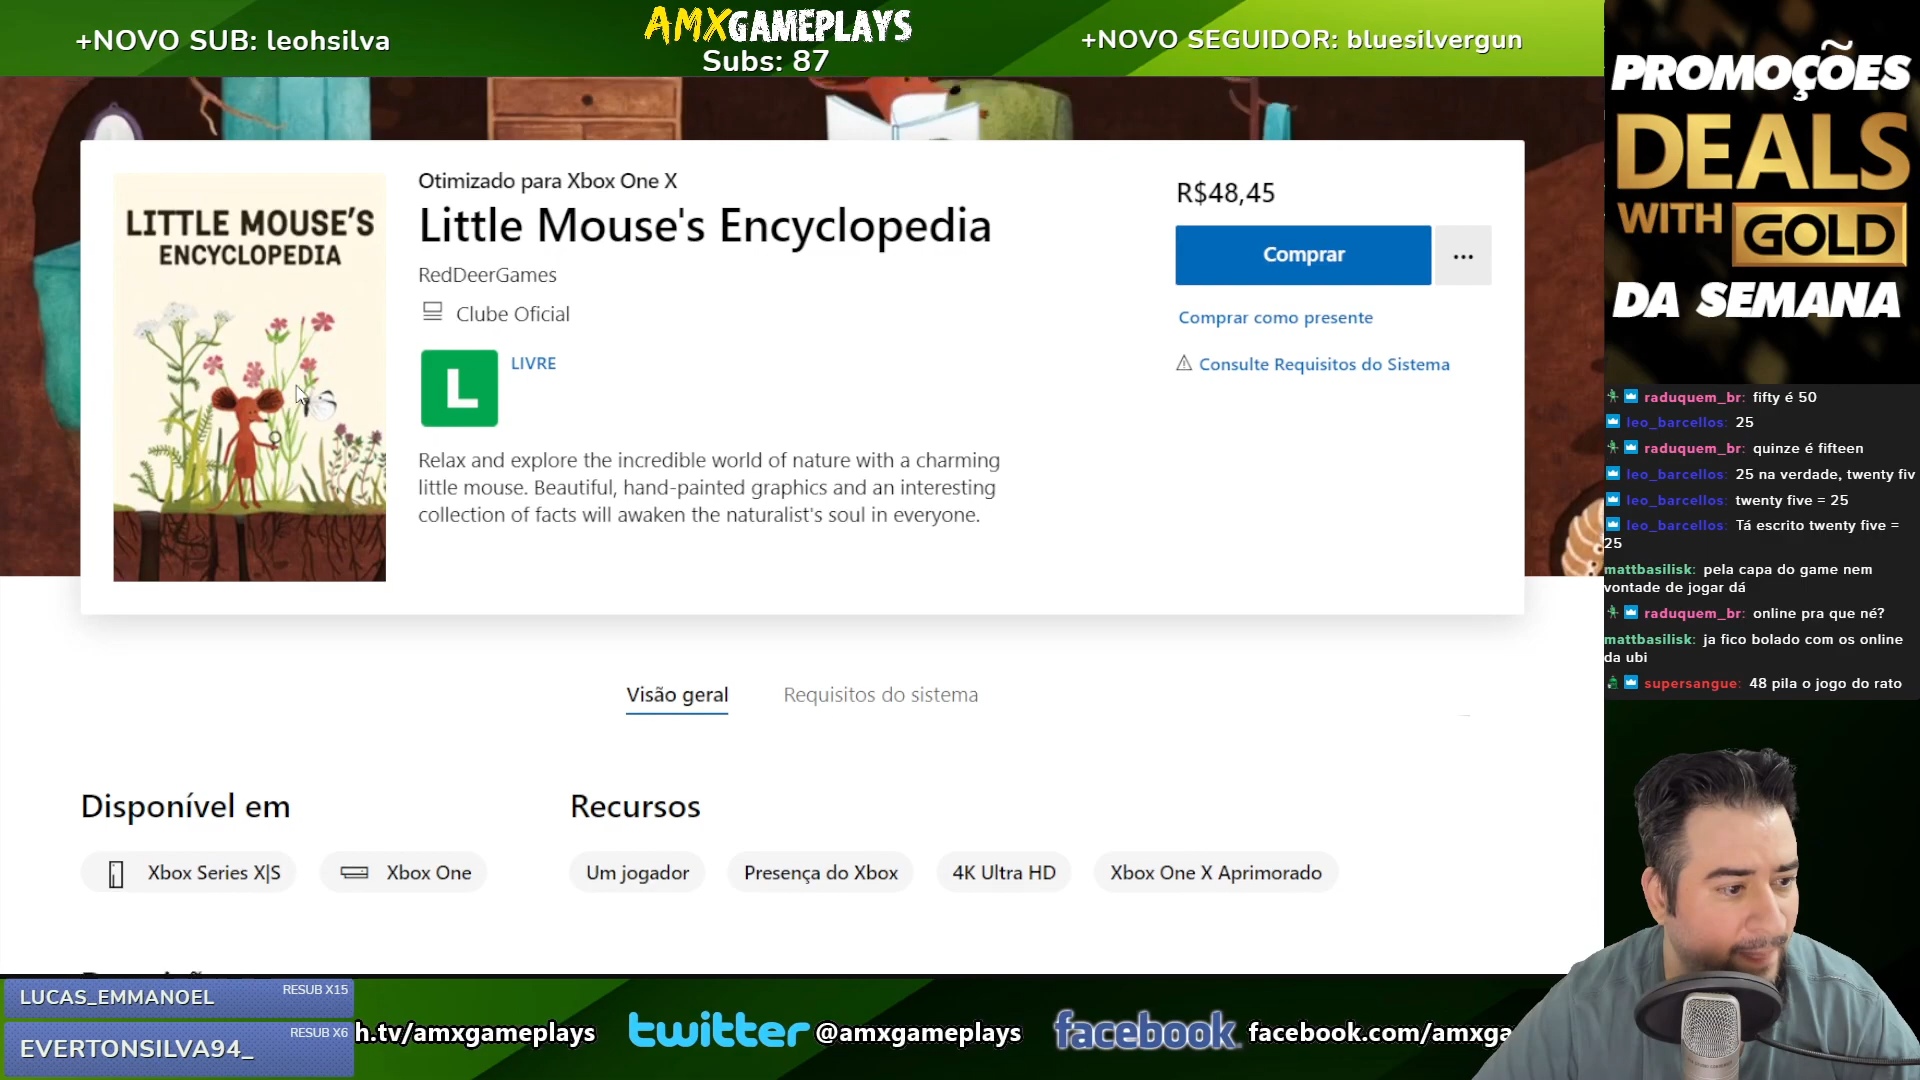 +NOVO SUB: leohsilva
AMXGAMEPLAYS
Subs: 87
+NOVO SEGUIDOR: bluesilvergun
PROMOÇÕES
DEALS
WITH GOLD
DA SEMANA
LITTLE MOUSE'S
ENCYCLOPEDIA
Otimizado para Xbox One X
Little Mouse's Encyclopedia
RedDeerGames
Clube Oficial
L
LIVRE
Relax and explore the incredible world of nature with a charming
little mouse. Beautiful, hand-painted graphics and an interesting
collection of facts will awaken the naturalist's soul in everyone.
R$48,45
Comprar
...
Comprar como presente
Consulte Requisitos do Sistema
Visão geral
Requisitos do sistema
Disponível em
Xbox Series X|S
Xbox One
Recursos
Um jogador
Presença do Xbox
4K Ultra HD
Xbox One X Aprimorado
raduquem_br: fifty é 50
leo_barcellos: 25
raduquem_br: quinze é fifteen
leo_barcellos: 25 na verdade, twenty fiv
leo_barcellos: twenty five = 25
leo_barcellos: Tá escrito twenty five =
25
mattbasilisk: pela capa do game nem
vontade de jogar dá
raduquem_br: online pra que né?
mattbasilisk: ja fico bolado com os online
da ubi
supersangue: 48 pila o jogo do rato
LUCAS_EMMANOEL
RESUB X15
EVERTONSILVA94_
RESUB X6
h.tv/amxgameplays
twitter @amxgameplays
facebook facebook.com/amxga